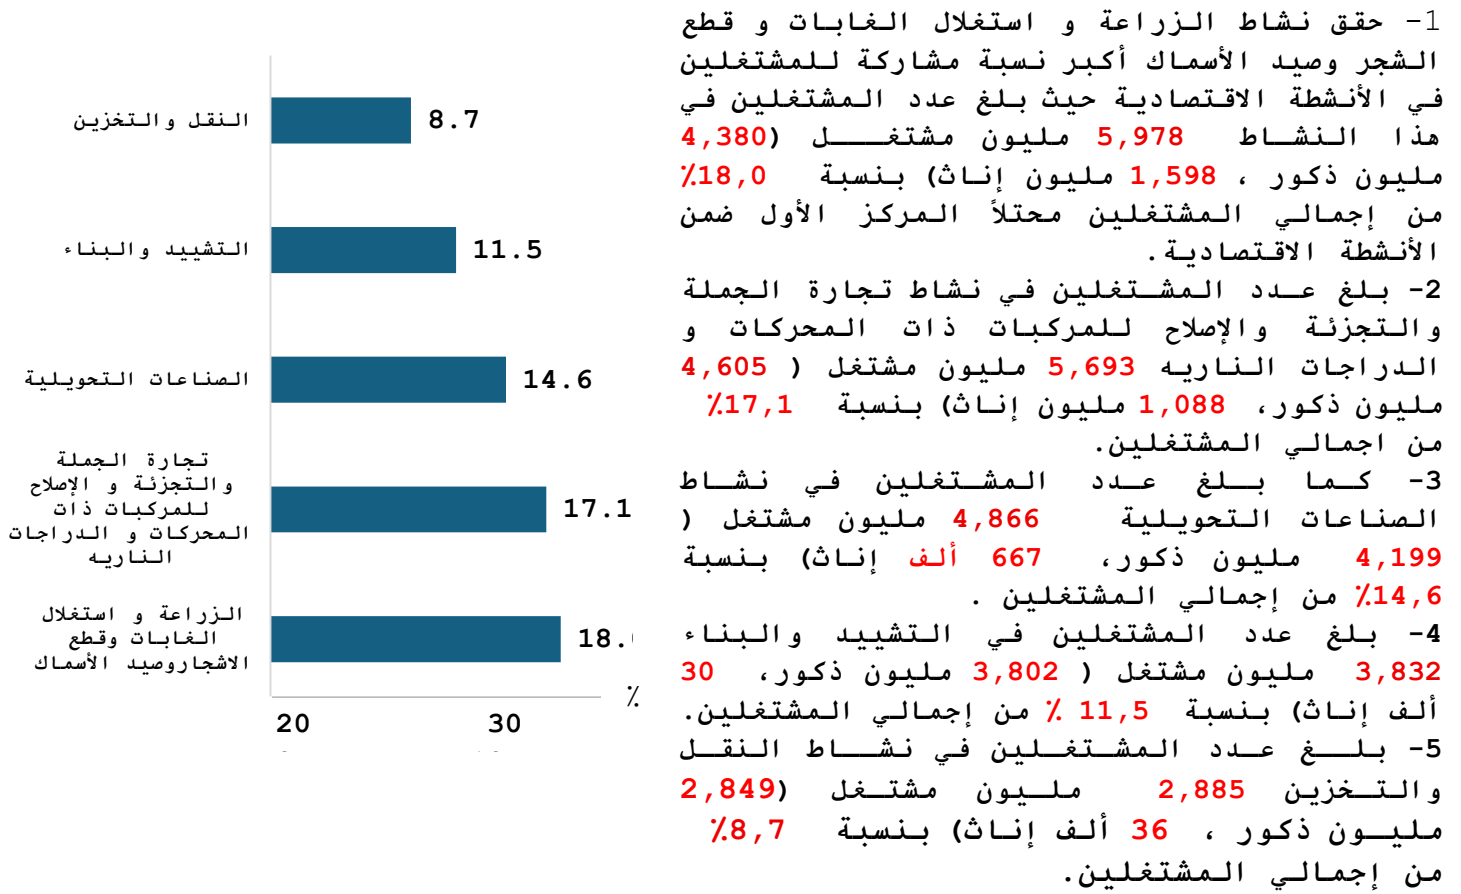 1- حقق نشاط الزراعة و استغلال الغابات و قطع
الشجر وصيد الأسماك أكبر نسبة مشاركة للمشتغلين
في الأنشطة الاقتصادية حيث بلغ عدد المشتغلين في
هذا النشاط 5,978 مليون مشتغل (4,380
مليون ذكور ، 1,598 مليون إناث) بنسبة 18,0٪
من إجمالي المشتغلين محتلاً المركز الأول ضمن
الأنشطة الاقتصادية.
2- بلغ عدد المشتغلين في نشاط تجارة الجملة
والتجزئة والإصلاح للمركبات ذات المحركات و
الدراجات الناريه 5,693 مليون مشتغل ( 4,605
مليون ذكور، 1,088 مليون إناث) بنسبة 17,1٪
من اجمالي المشتغلين.
3- كما بلغ عدد المشتغلين في نشاط
الصناعات التحويلية 4,866 مليون مشتغل (
4,199 مليون ذكور، 667 ألف إناث) بنسبة
14,6٪ من إجمالي المشتغلين .
4- بلغ عدد المشتغلين في التشييد والبناء
3,832 مليون مشتغل ( 3,802 مليون ذكور، 30
ألف إناث) بنسبة 11,5 ٪ من إجمالي المشتغلين.
5- بلغ عدد المشتغلين في نشاط النقل
والتخزين 2,885 مليون مشتغل (2,849
مليون ذكور ، 36 ألف إناث) بنسبة 8,7٪
من إجمالي المشتغلين.
النقل والتخزين
8.7
التشييد والبناء
11.5
الصناعات التحويلية
14.6
تجارة الجملة
والتجزئة و الإصلاح
للمركبات ذات
المحركات و الدراجات
الناريه
17.1
الزراعة و استغلال
الغابات وقطع
الاشجاروصيد الأسماك
18.
٪
20 30